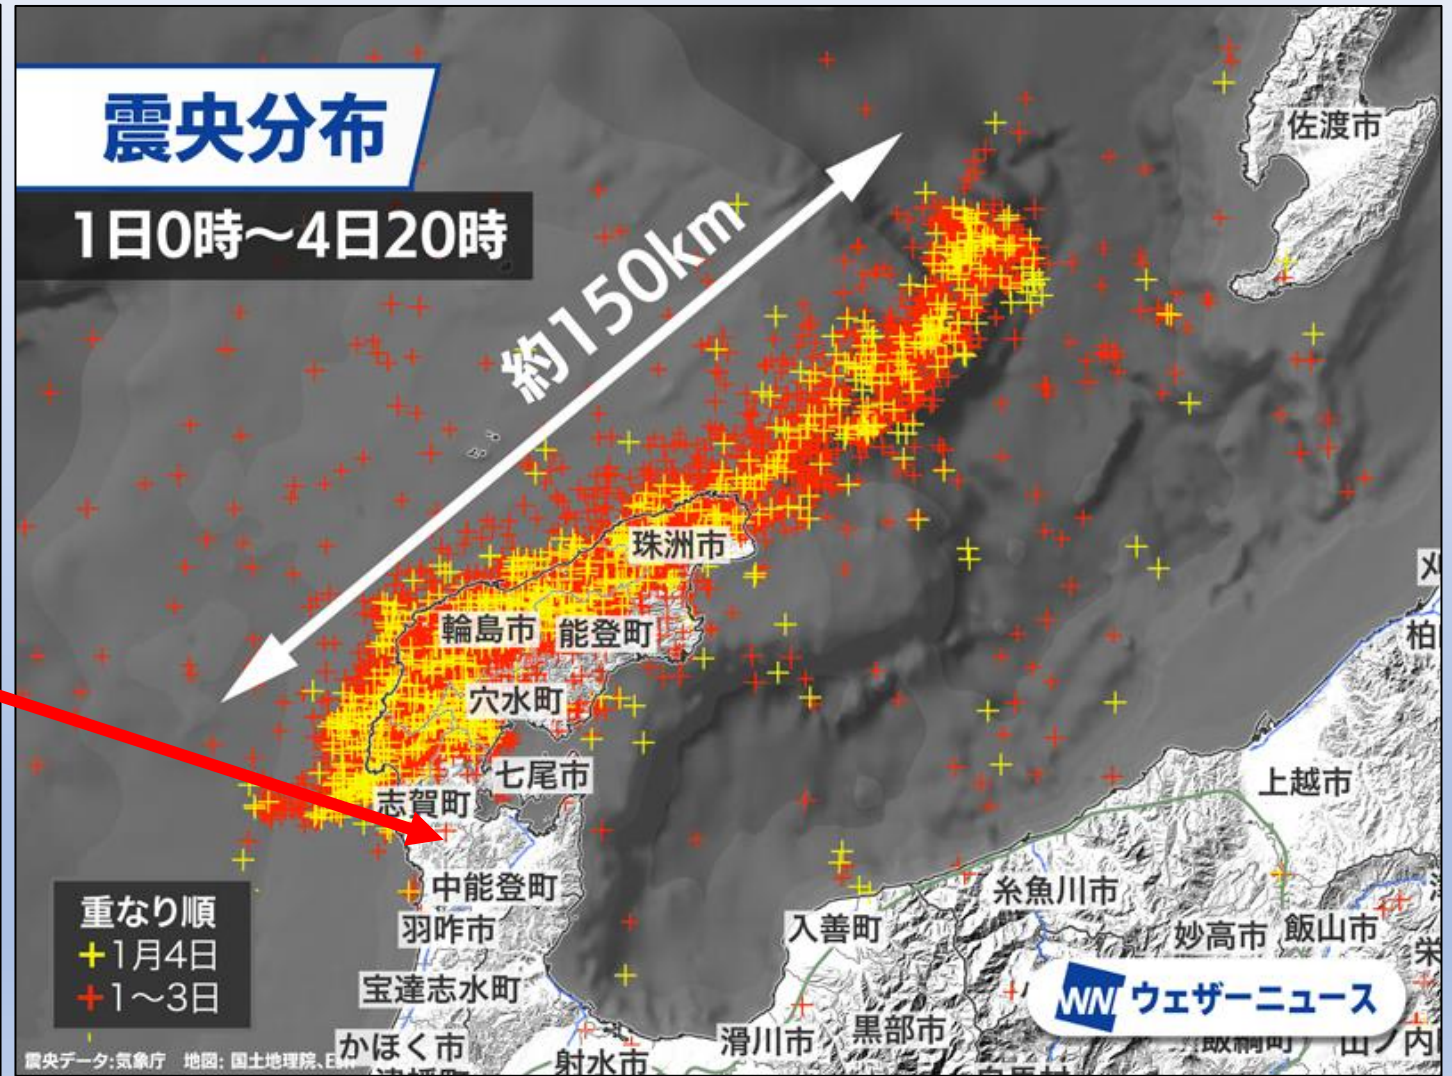 震央分布
1日0時～4日20時
約150km
佐渡市
珠洲市
輪島市
能登町
穴水町
七尾市
志賀町
中能登町
羽咋市
宝達志水町
かほく市
射水市
滑川市
黒部市
入善町
糸魚川市
上越市
妙高市
飯山市
飯綱町
重なり順
+1月4日
+1～3日
WN ウェザーニュース
震央データ:気象庁 地図: 国土地理院、